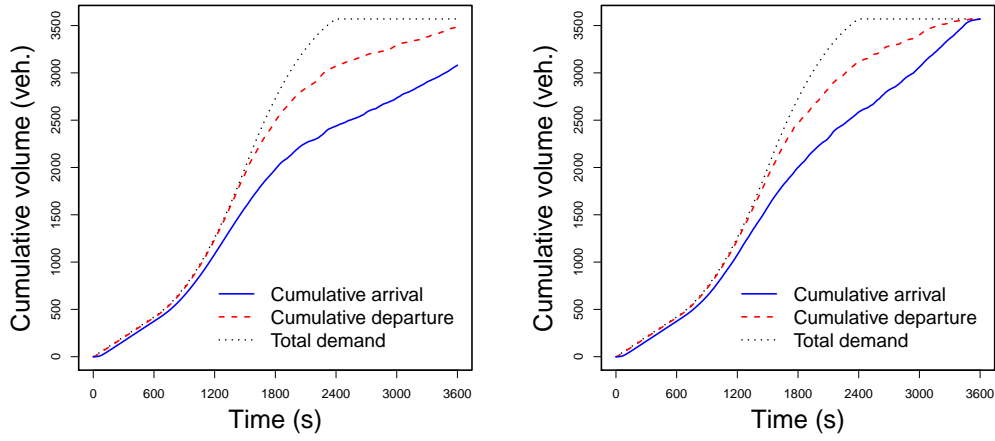 Cumulative volume (veh.)
0
500
1000
1500
2000
2500
3000
3500
Cumulative arrival
Cumulative departure
Total demand
0 600 1200 1800 2400 3000 3600
Time (s)
Cumulative volume (veh.)
0
500
1000
1500
2000
2500
3000
3500
Cumulative arrival
Cumulative departure
Total demand
0 600 1200 1800 2400 3000 3600
Time (s)